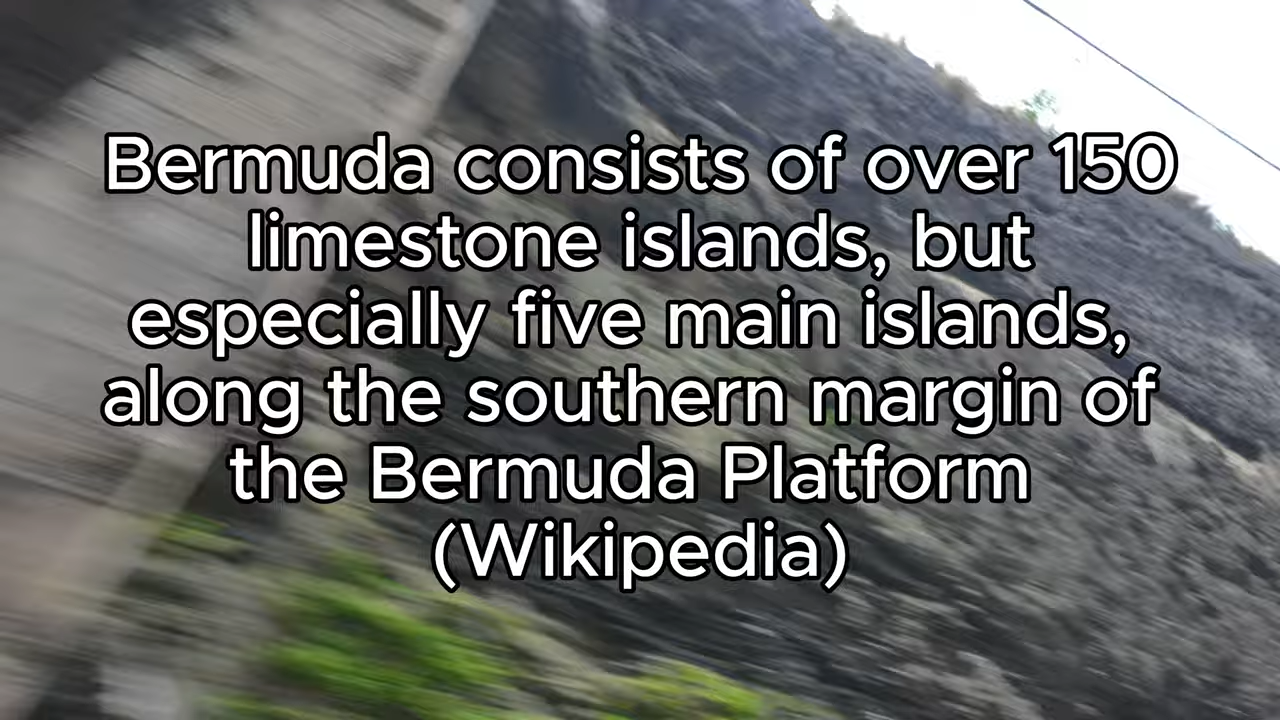 Bermuda consists of over 150
limestone islands, but
especially five main islands,
along the southern margin of
the Bermuda Platform
(Wikipedia)